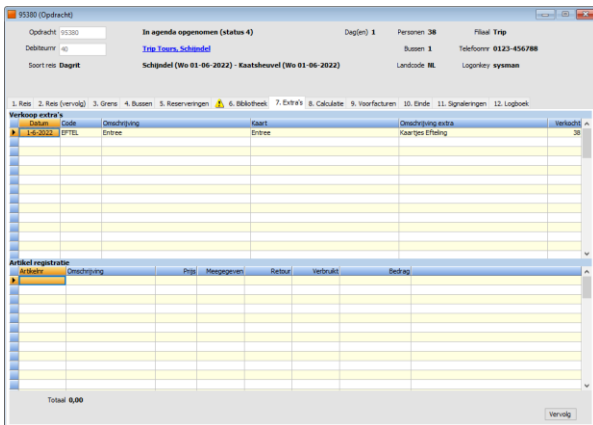 95380 (Opdracht)
Opdracht 95380 In agenda opgenomen (status 4) Dag(en) 1 Personen 38 Filiaal Trip
Debiteurnr 40 Trip Tours, Schijndel Bussen 1 Telefoonnr 0123-456788
Soort reis Dagrit Schijndel (Wo 01-06-2022) - Kaatsheuvel (Wo 01-06-2022) Landcode NL Logonkey sysman
1. Reis 2. Reis (vervolg) 3. Grens 4. Bussen 5. Reserveringen 6. Bibliotheek 7. Extra's 8. Calculatie 9. Voorfacturen 10. Einde 11. Signaleringen 12. Logboek
Verkoop extra's
Datum Code Omschrijving Kaart Omschrijving extra Verkocht
1-6-2022 EFTEL Entree Entree Kaartjes Efteling 38
Artikel registratie
Artikelnr Omschrijving Prijs Meegegeven Retour Verbruikt Bedrag
Totaal 0,00
Vervolg